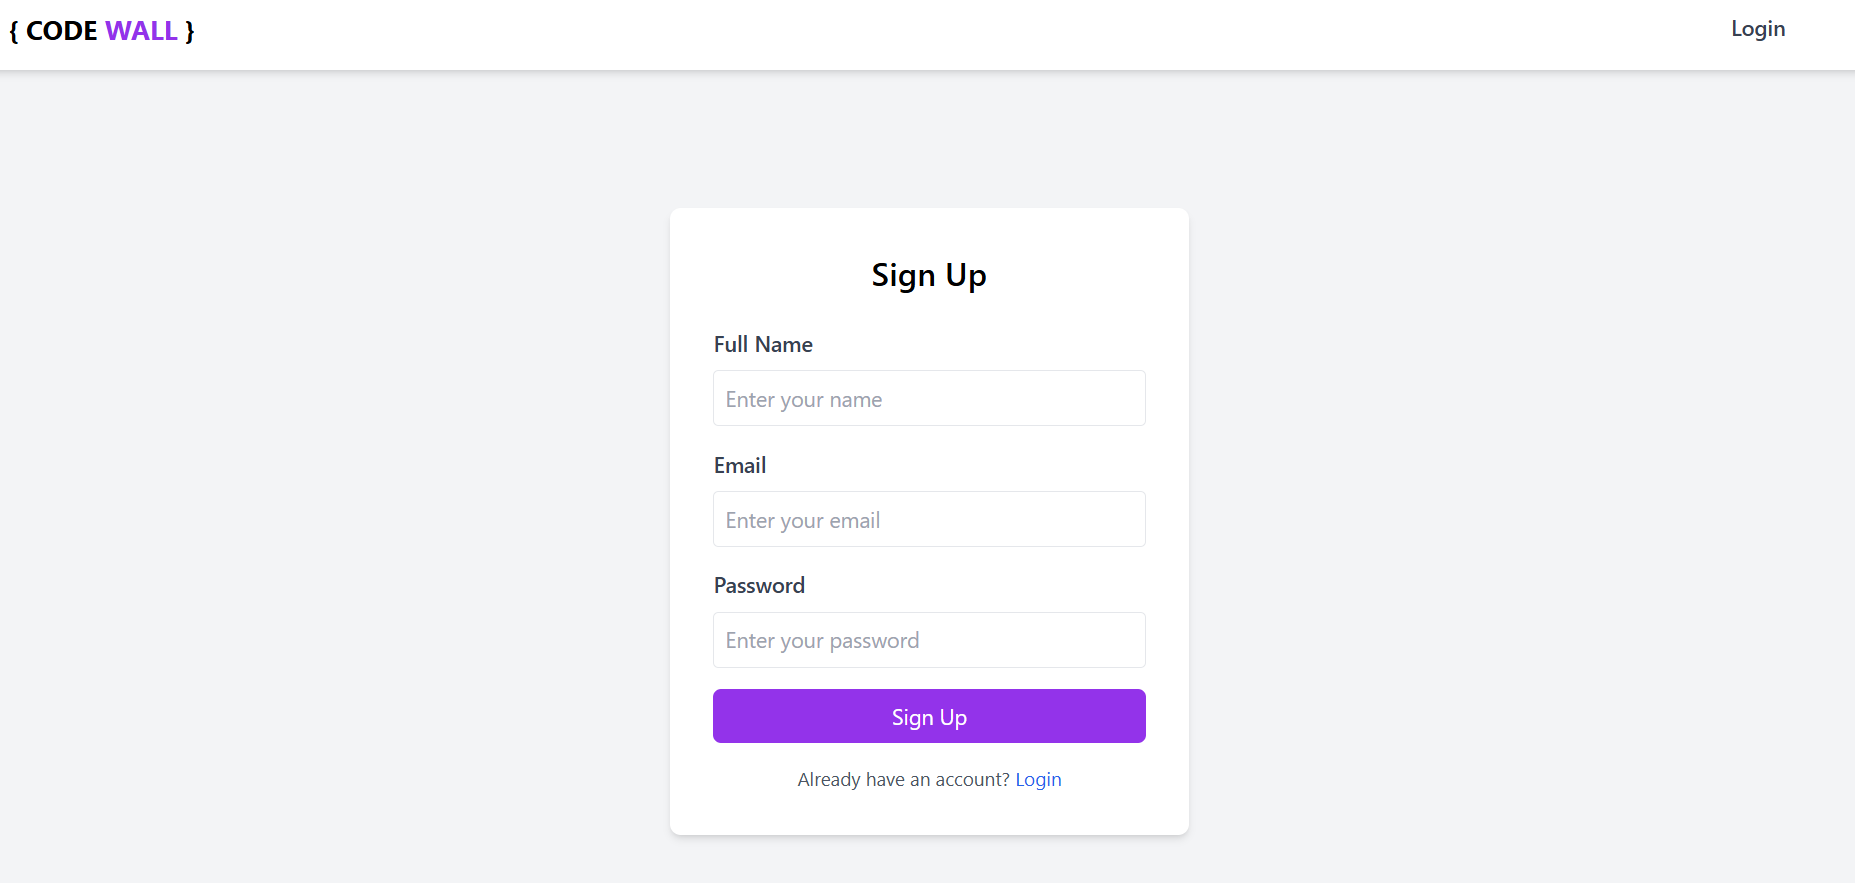 { CODE WALL }
Login
Sign Up
Full Name
Enter your name
Email
Enter your email
Password
Enter your password
Sign Up
Already have an account? Login